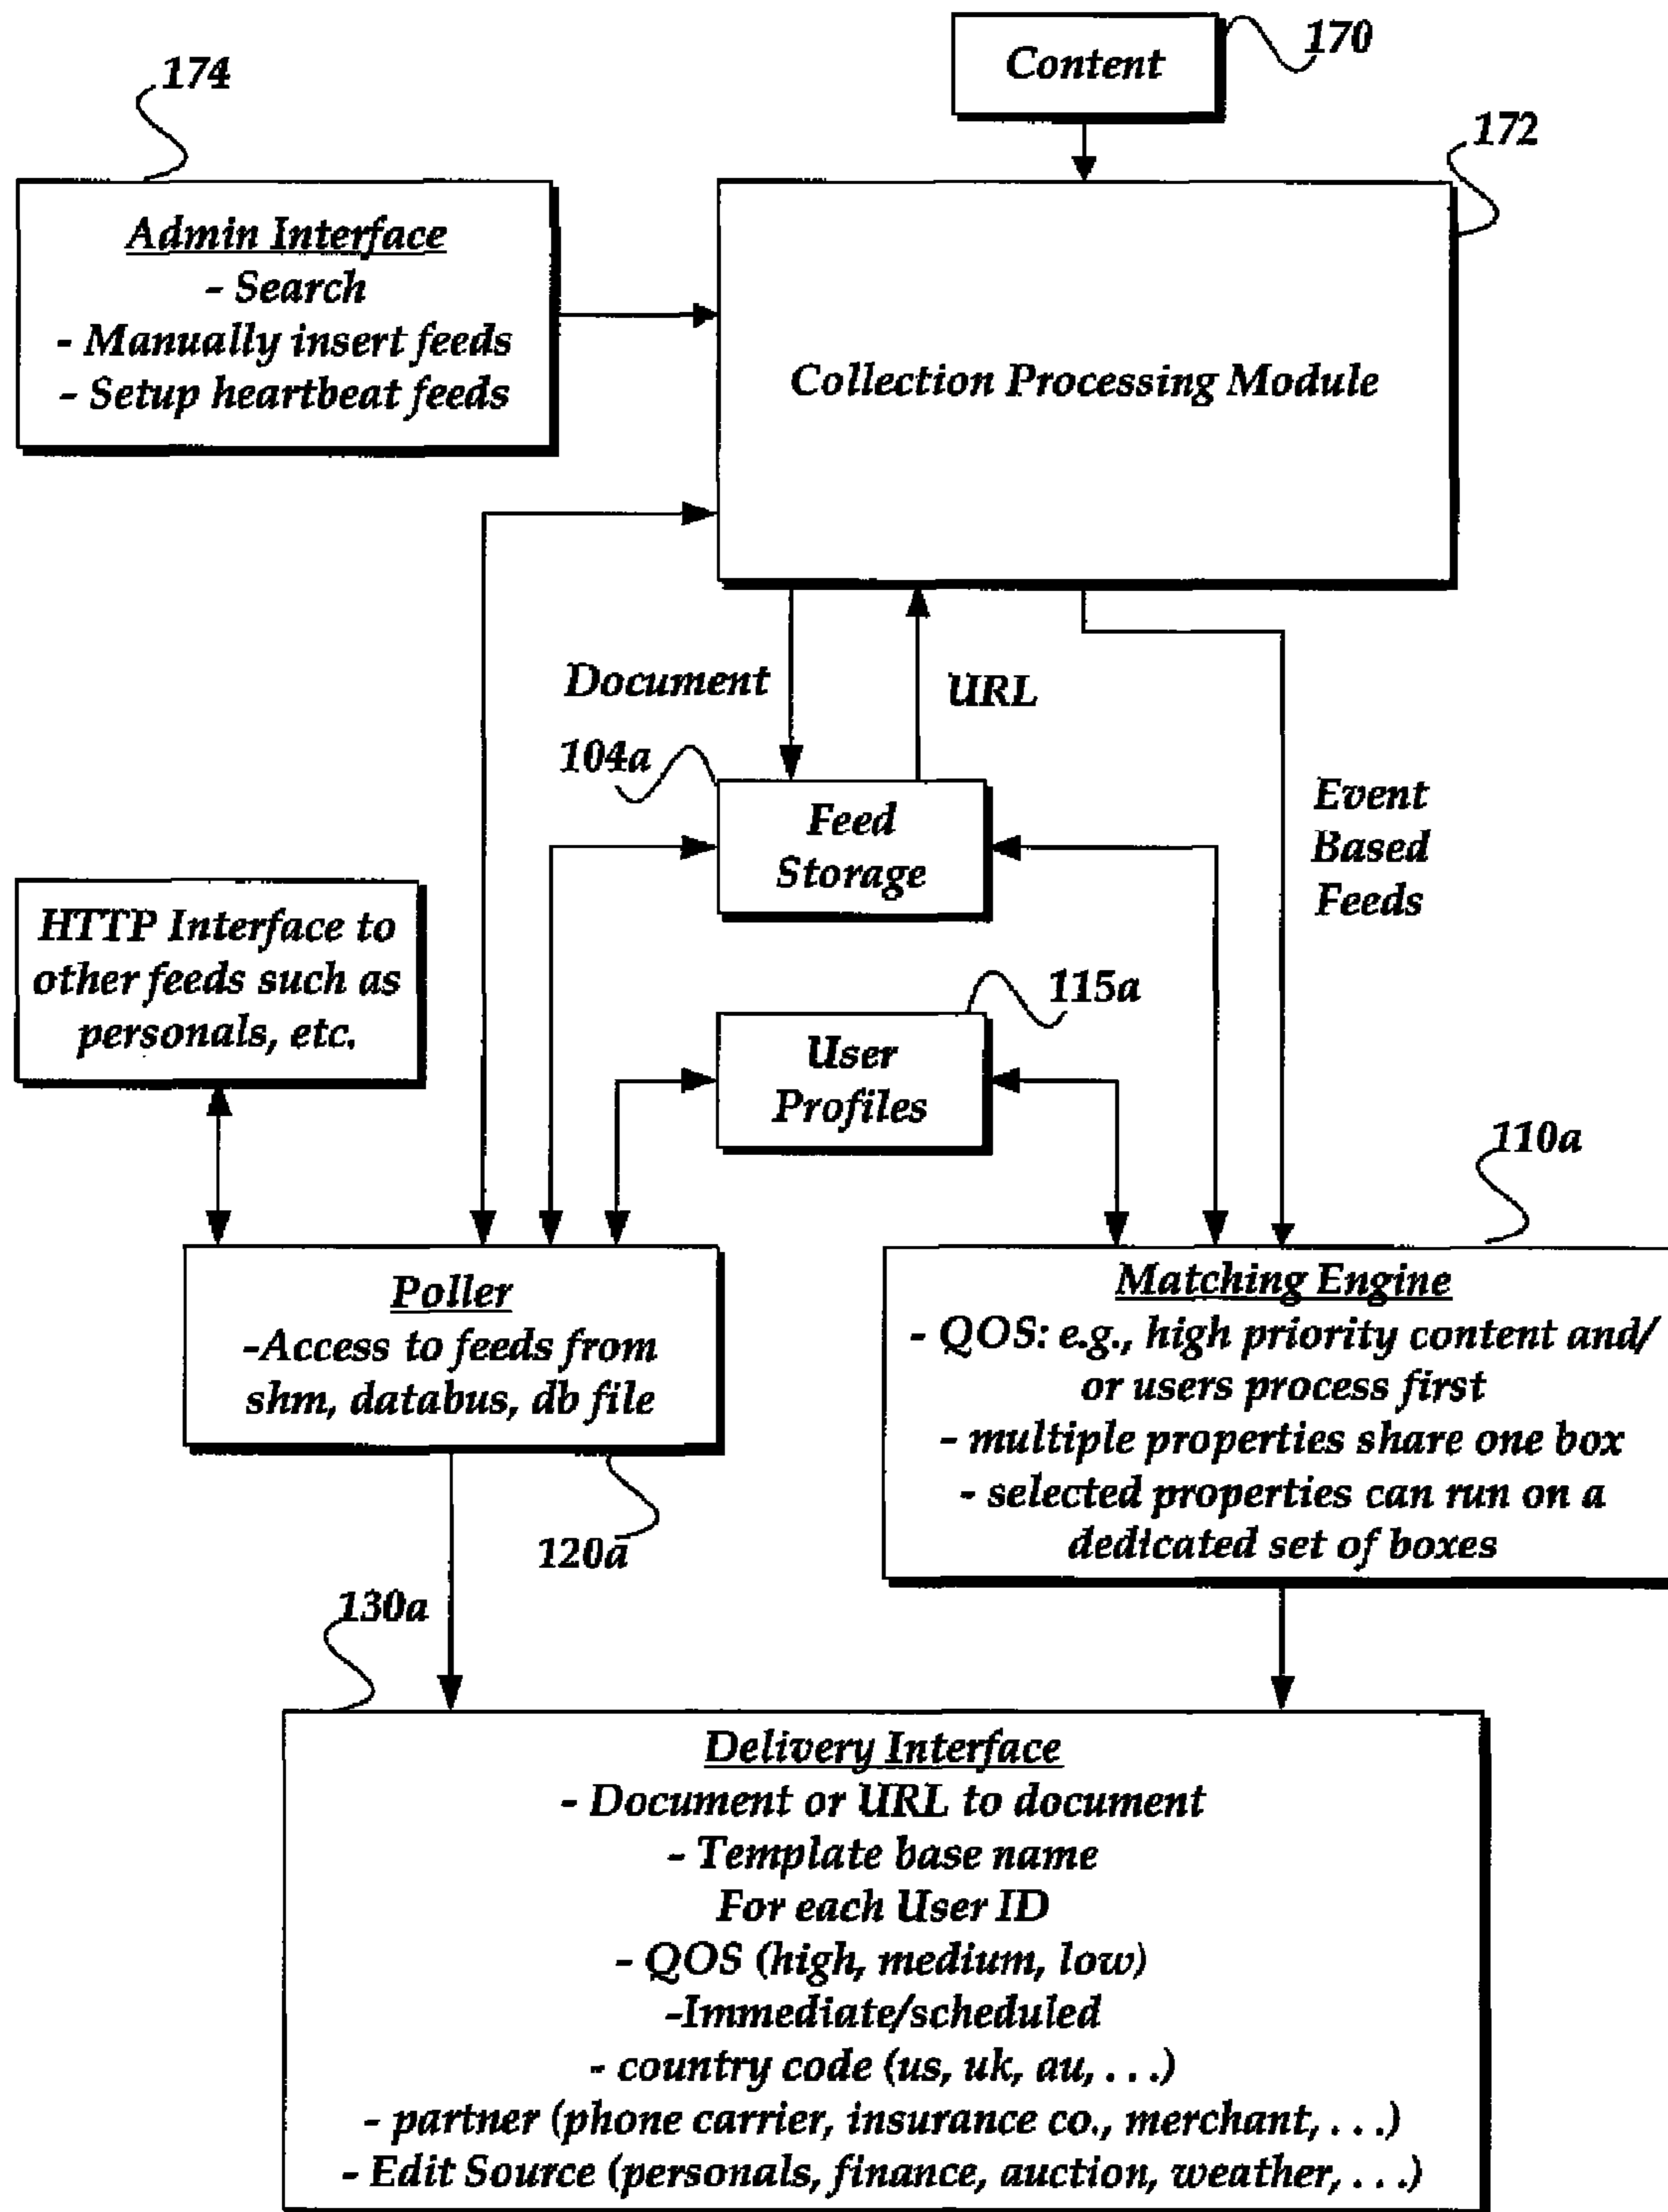 Content
170
174
172
Admin Interface
- Search
- Manually insert feeds
- Setup heartbeat feeds
Collection Processing Module
Document
URL
104a
Feed
Storage
Event
Based
Feeds
HTTP Interface to
other feeds such as
personals, etc.
115a
User
Profiles
110a
Poller
-Access to feeds from
shm, databus, db file
120a
Matching Engine
- QOS: e.g., high priority content and/
or users process first
- multiple properties share one box
- selected properties can run on a
dedicated set of boxes
130a
Delivery Interface
- Document or URL to document
- Template base name
For each User ID
- QOS (high, medium, low)
-Immediate/scheduled
- country code (us, uk, au, . . .)
- partner (phone carrier, insurance co., merchant, . . .)
- Edit Source (personals, finance, auction, weather, . . .)